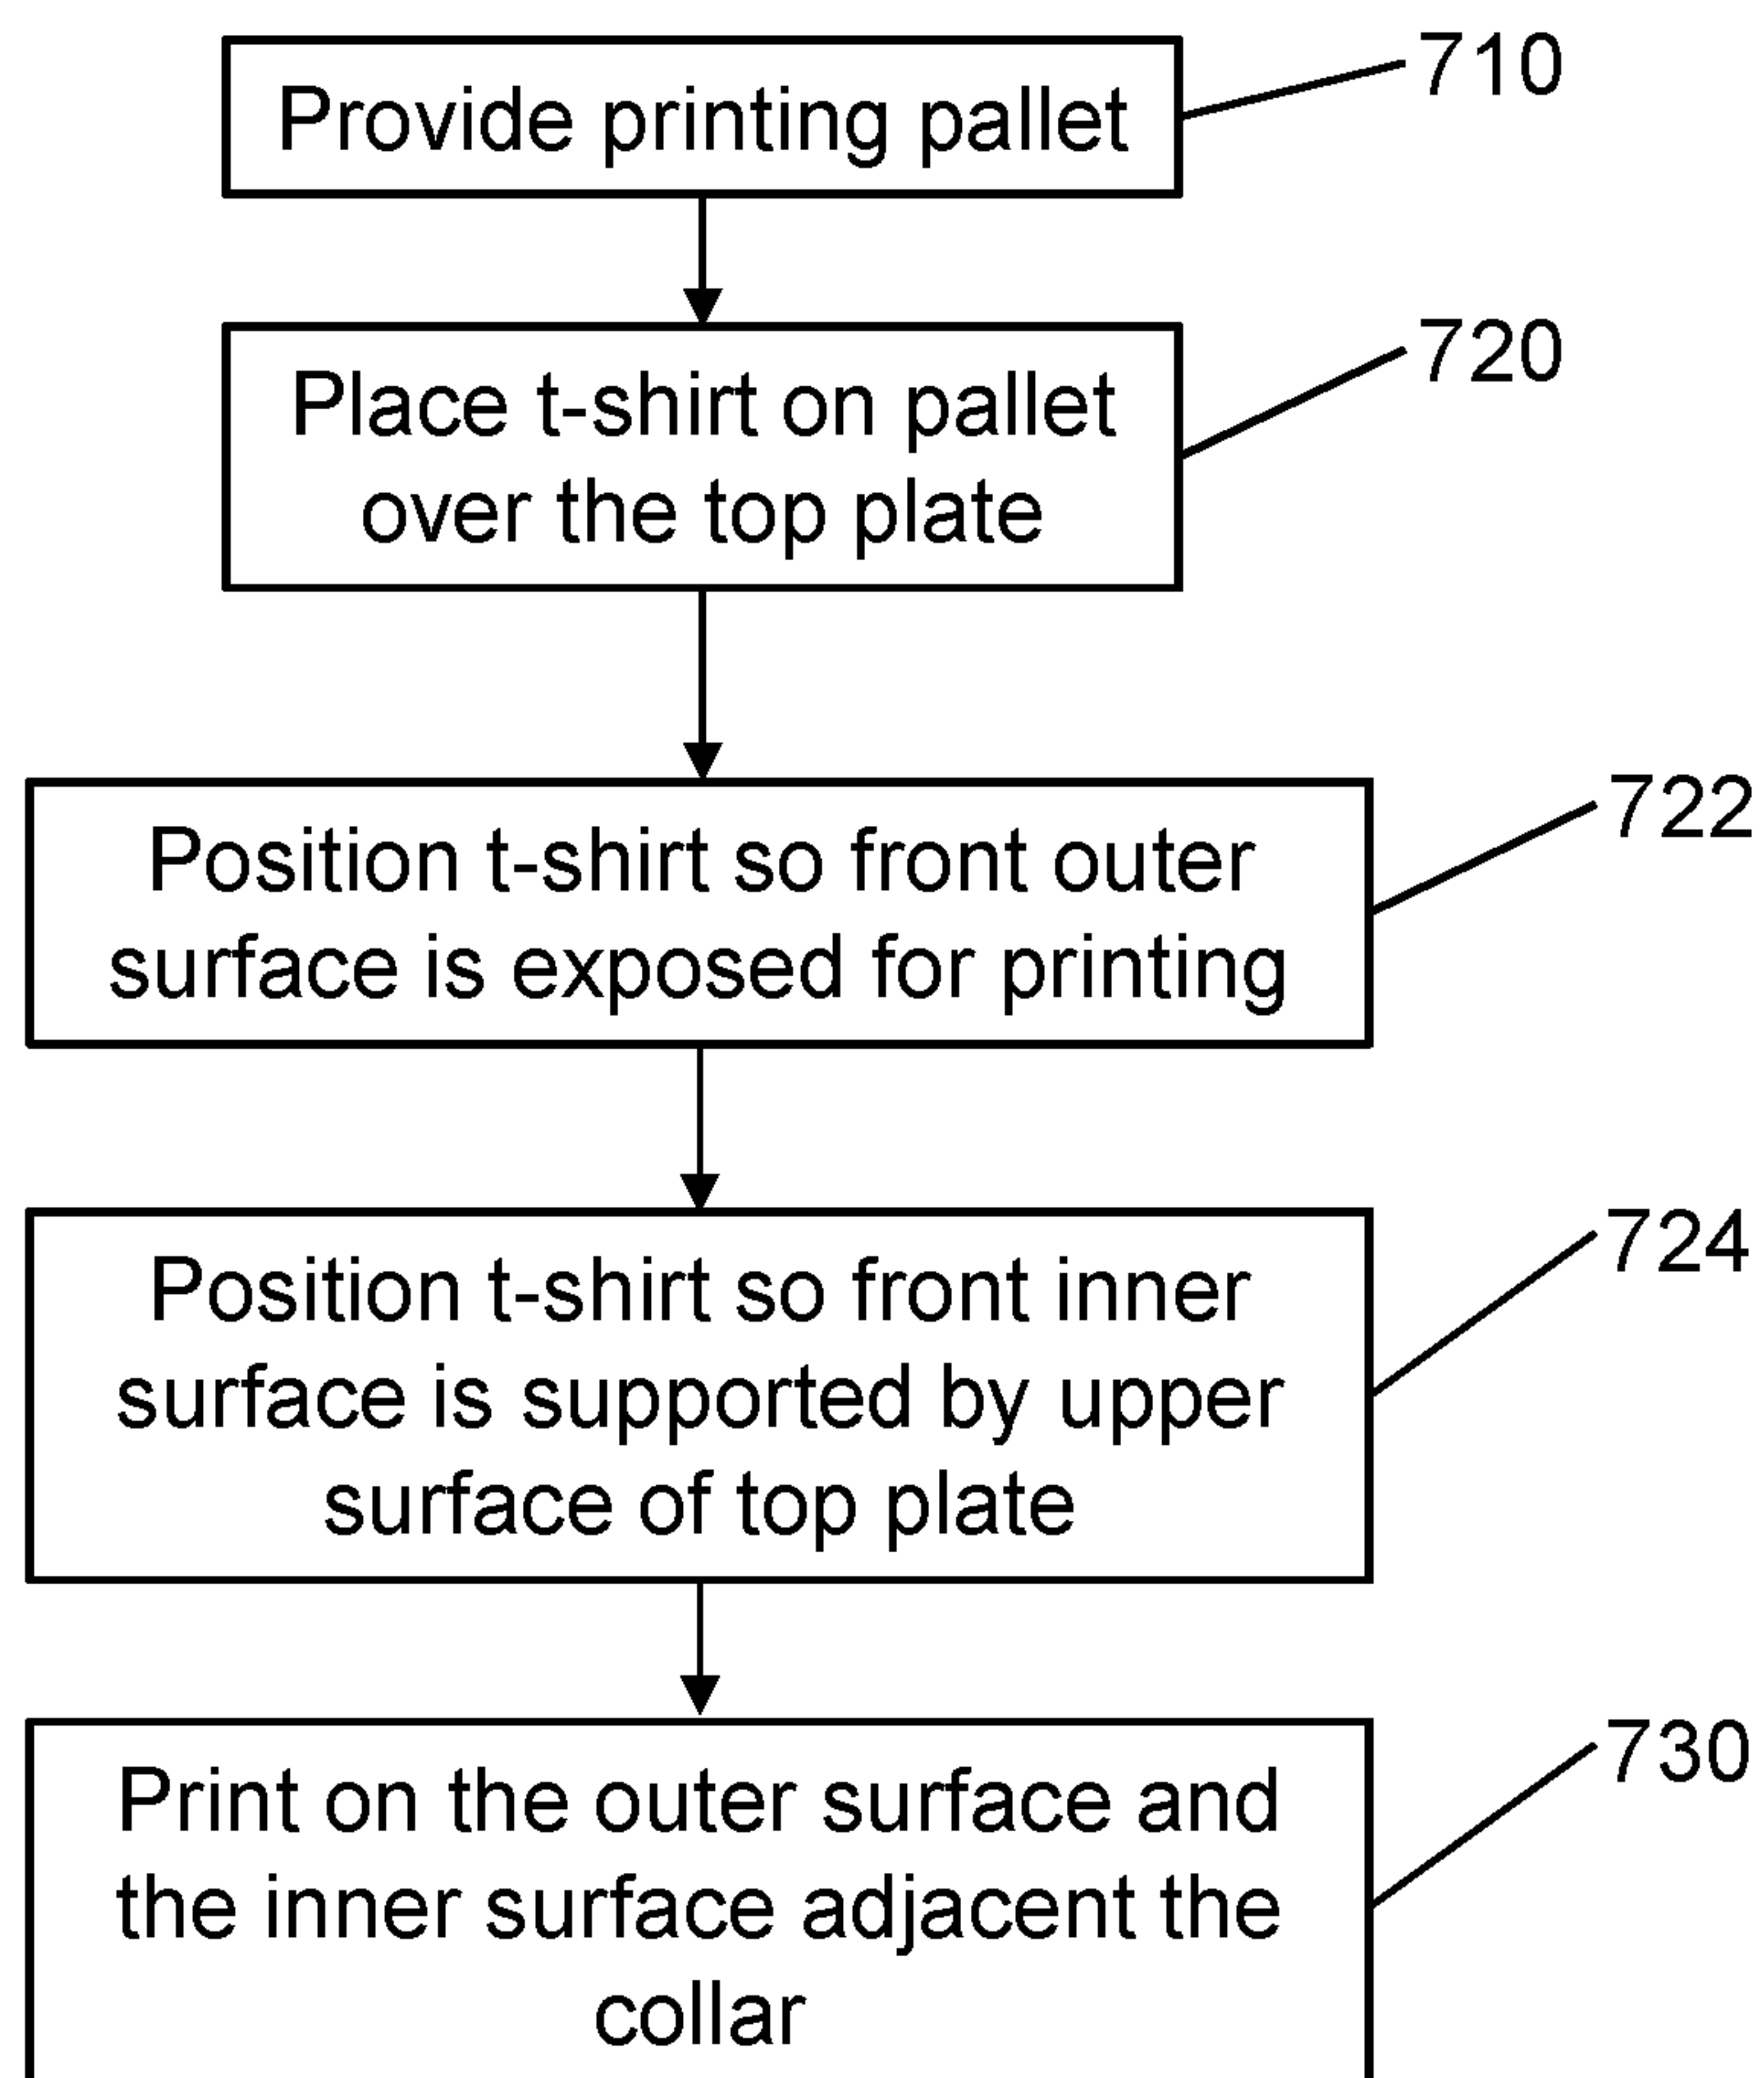 710
Provide printing pallet
720
Place t-shirt on pallet
over the top plate
722
Position t-shirt so front outer
surface is exposed for printing
724
Position t-shirt so front inner
surface is supported by upper
surface of top plate
730
Print on the outer surface and
the inner surface adjacent the
collar